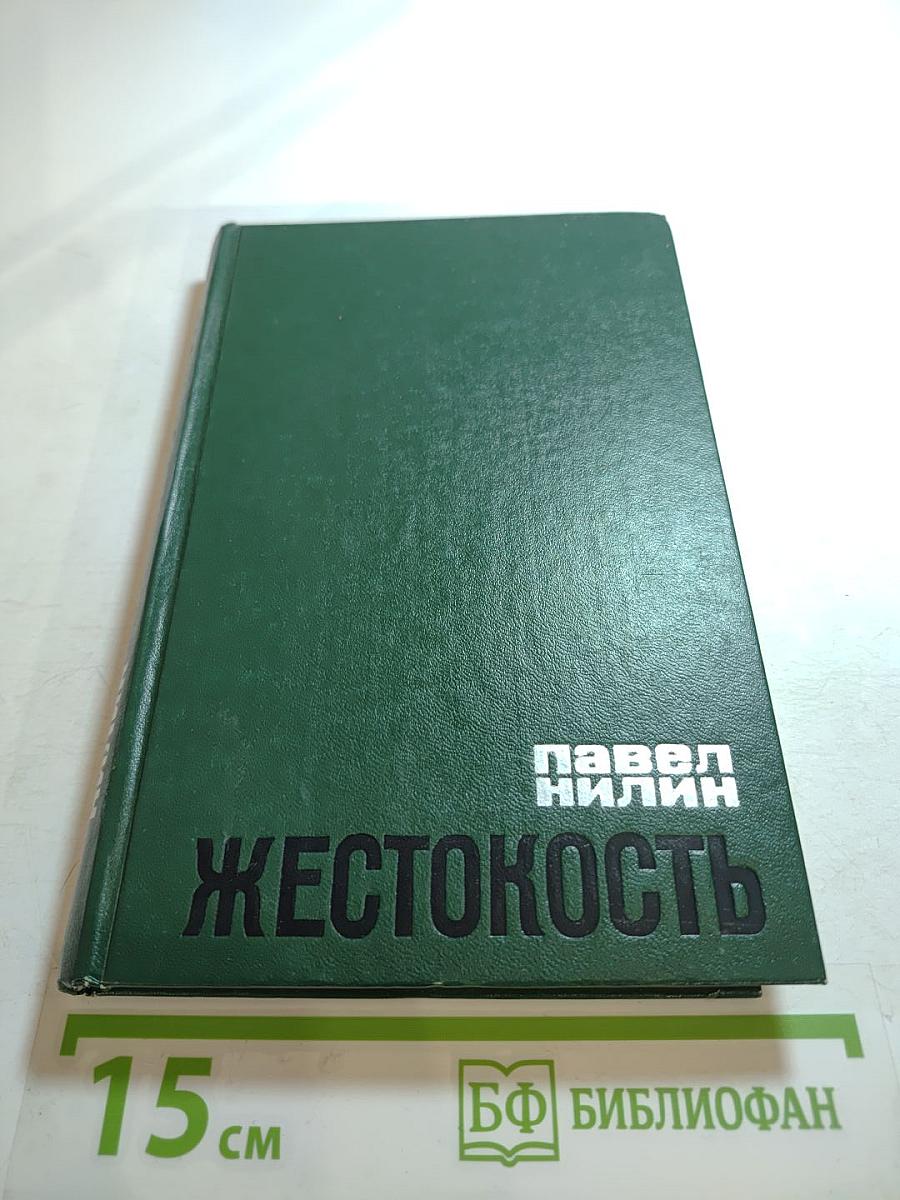 павел
нилин
ЖЕСТОКОСТЬ
15 см
БФ БИБЛИОФАН